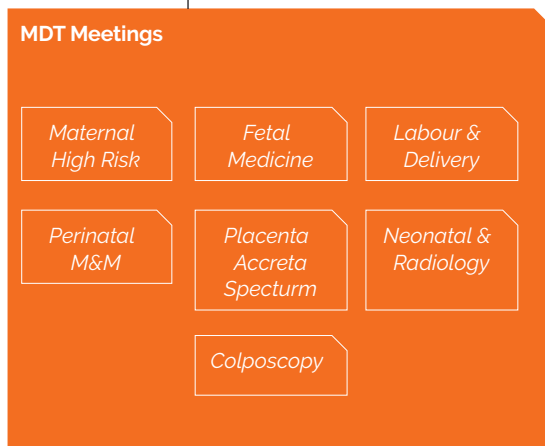 MDT Meetings
Maternal
High Risk
Fetal
Medicine
Labour &
Delivery
Perinatal
M&M
Placenta
Accreta
Specturm
Neonatal &
Radiology
Colposcopy